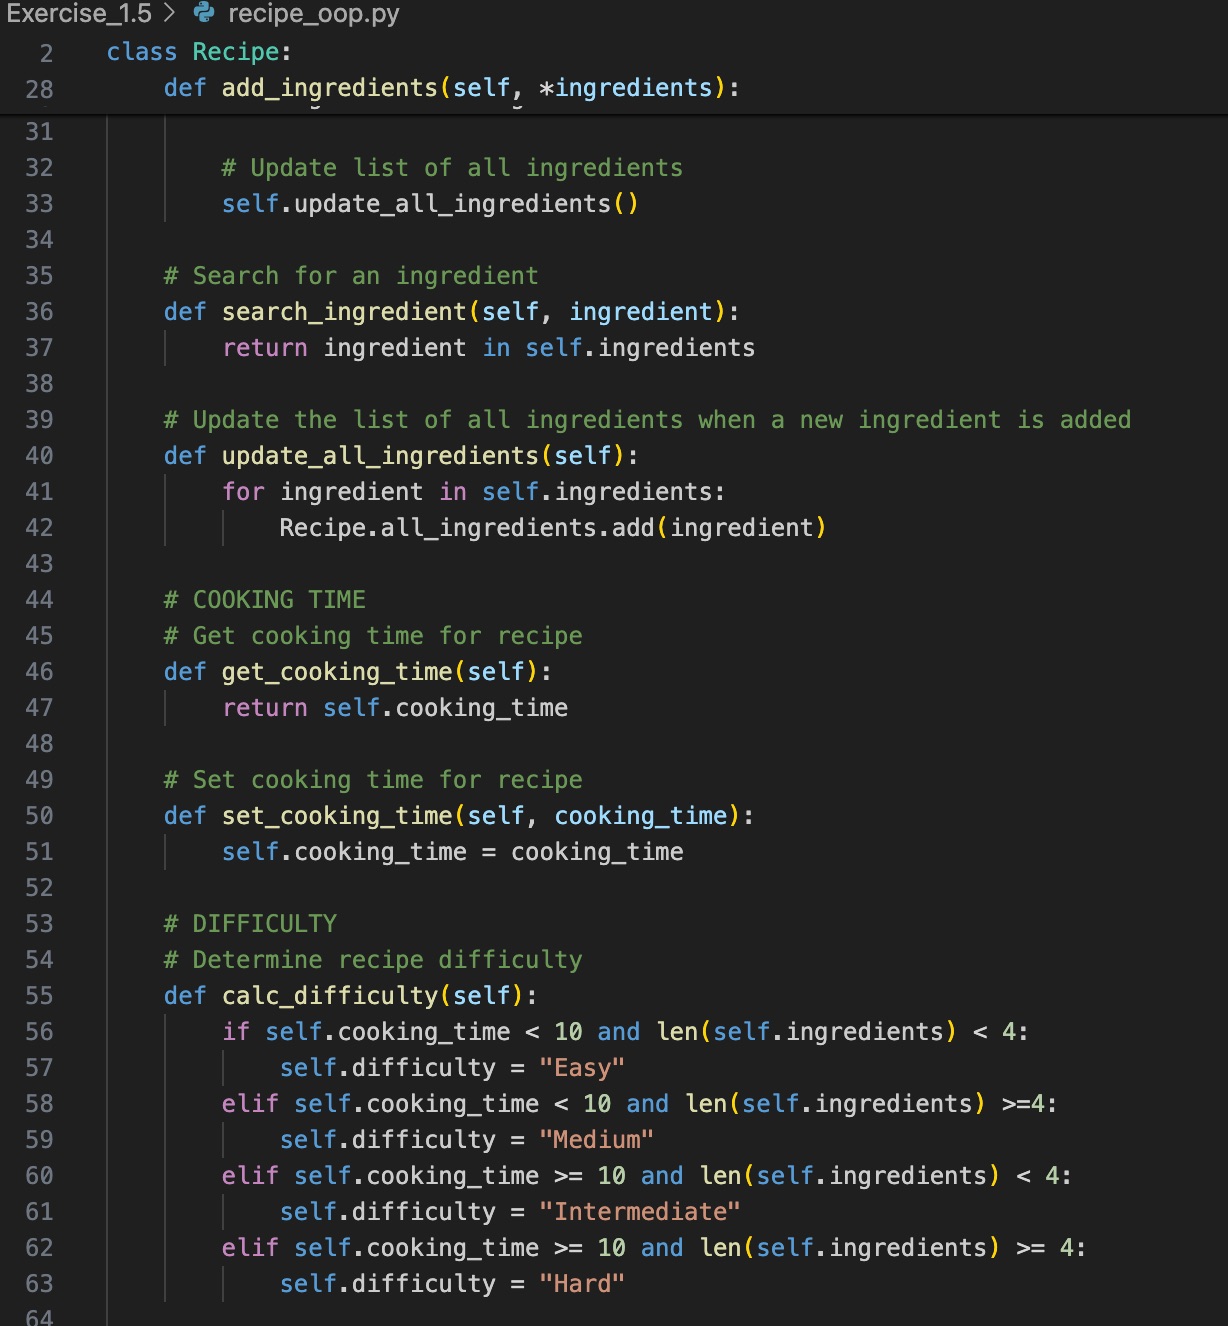 Exercise_1.5 > recipe_oop.py
2 class Recipe:
28 def add_ingredients(self, *ingredients):
31
32 # Update list of all ingredients
33 self.update_all_ingredients()
34
35 # Search for an ingredient
36 def search_ingredient(self, ingredient):
37 return ingredient in self.ingredients
38
39 # Update the list of all ingredients when a new ingredient is added
40 def update_all_ingredients(self):
41 for ingredient in self.ingredients:
42 Recipe.all_ingredients.add(ingredient)
43
44 # COOKING TIME
45 # Get cooking time for recipe
46 def get_cooking_time(self):
47 return self.cooking_time
48
49 # Set cooking time for recipe
50 def set_cooking_time(self, cooking_time):
51 self.cooking_time = cooking_time
52
53 # DIFFICULTY
54 # Determine recipe difficulty
55 def calc_difficulty(self):
56 if self.cooking_time < 10 and len(self.ingredients) < 4:
57 self.difficulty = "Easy"
58 elif self.cooking_time < 10 and len(self.ingredients) >=4:
59 self.difficulty = "Medium"
60 elif self.cooking_time >= 10 and len(self.ingredients) < 4:
61 self.difficulty = "Intermediate"
62 elif self.cooking_time >= 10 and len(self.ingredients) >= 4:
63 self.difficulty = "Hard"
64